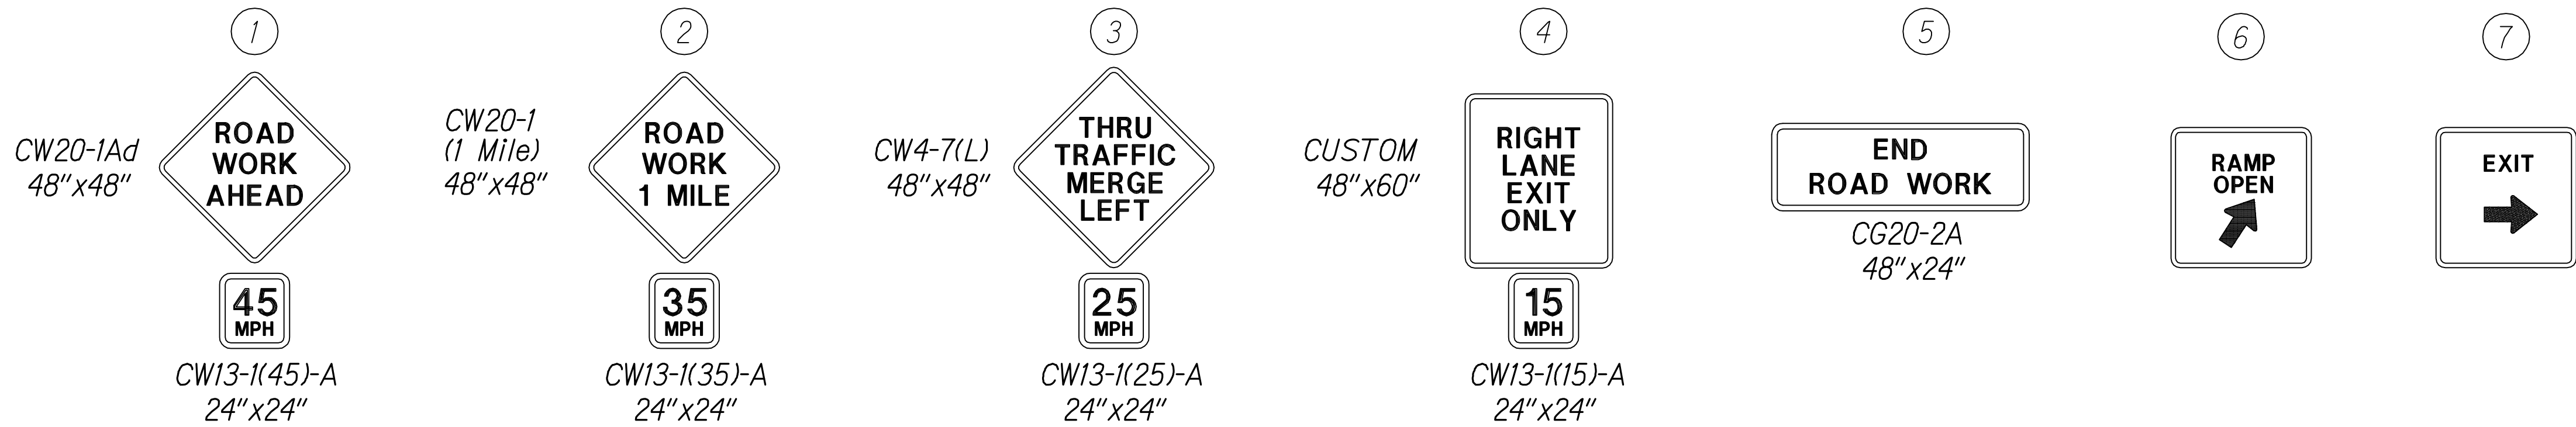 1
CW20-1Ad
48"x48"
ROAD
WORK
AHEAD
45
MPH
CW13-1(45)-A
24"x24"
2
CW20-1
(1 Mile)
48"x48"
ROAD
WORK
1 MILE
35
MPH
CW13-1(35)-A
24"x24"
3
CW4-7(L)
48"x48"
THRU
TRAFFIC
MERGE
LEFT
25
MPH
CW13-1(25)-A
24"x24"
4
CUSTOM
48"x60"
RIGHT
LANE
EXIT
ONLY
15
MPH
CW13-1(15)-A
24"x24"
5
END
ROAD WORK
CG20-2A
48"x24"
6
RAMP
OPEN
7
EXIT